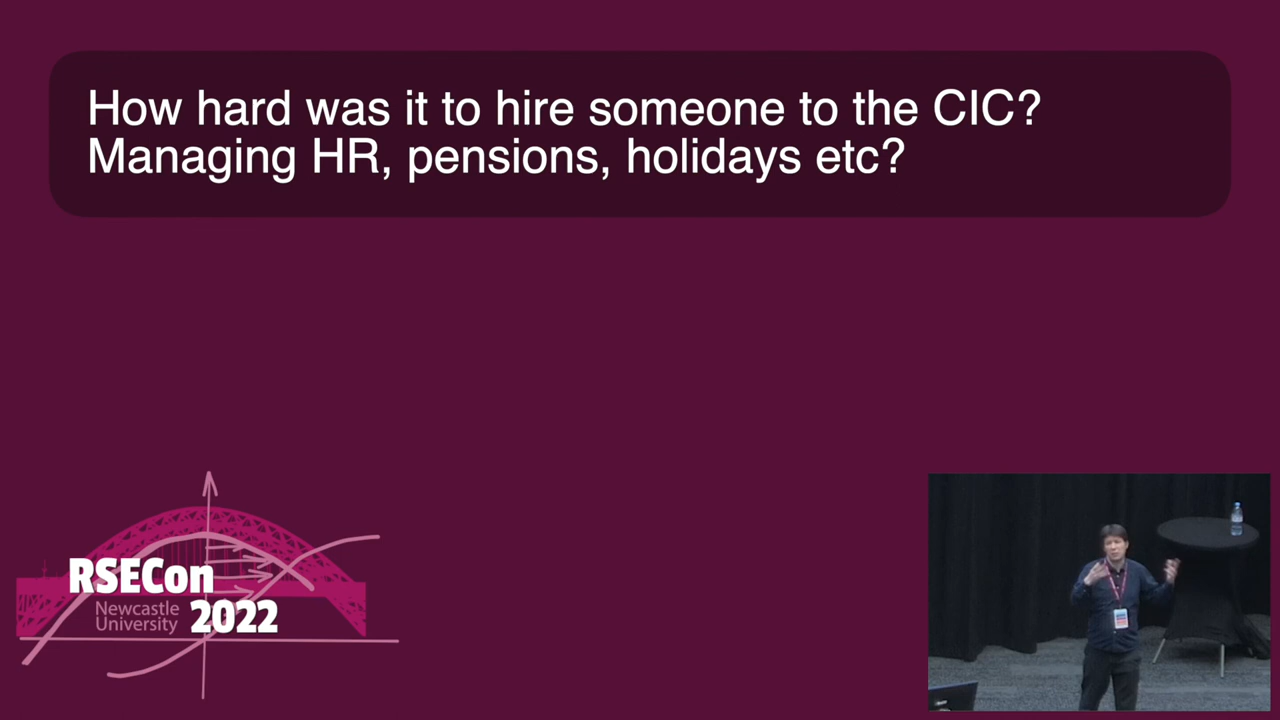 How hard was it to hire someone to the CIC?
Managing HR, pensions, holidays etc?
RSECon
Newcastle
University 2022